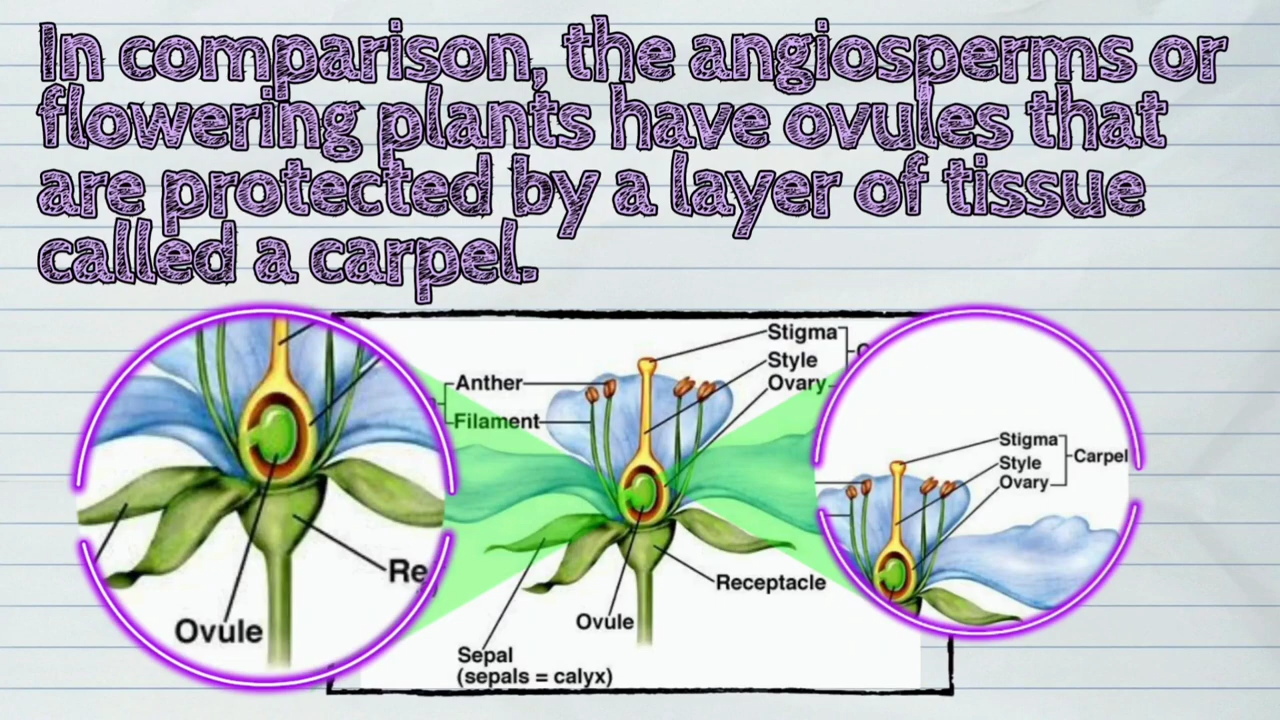 In comparison, the angiosperms or
flowering plants have ovules that
are protected by a layer of tissue
called a carpel.
Re
Ovule
Anther
Filament
Stigma
Style
Ovary
Receptacle
Ovule
Sepal
(sepals = calyx)
Stigma
Style
Ovary
Carpel